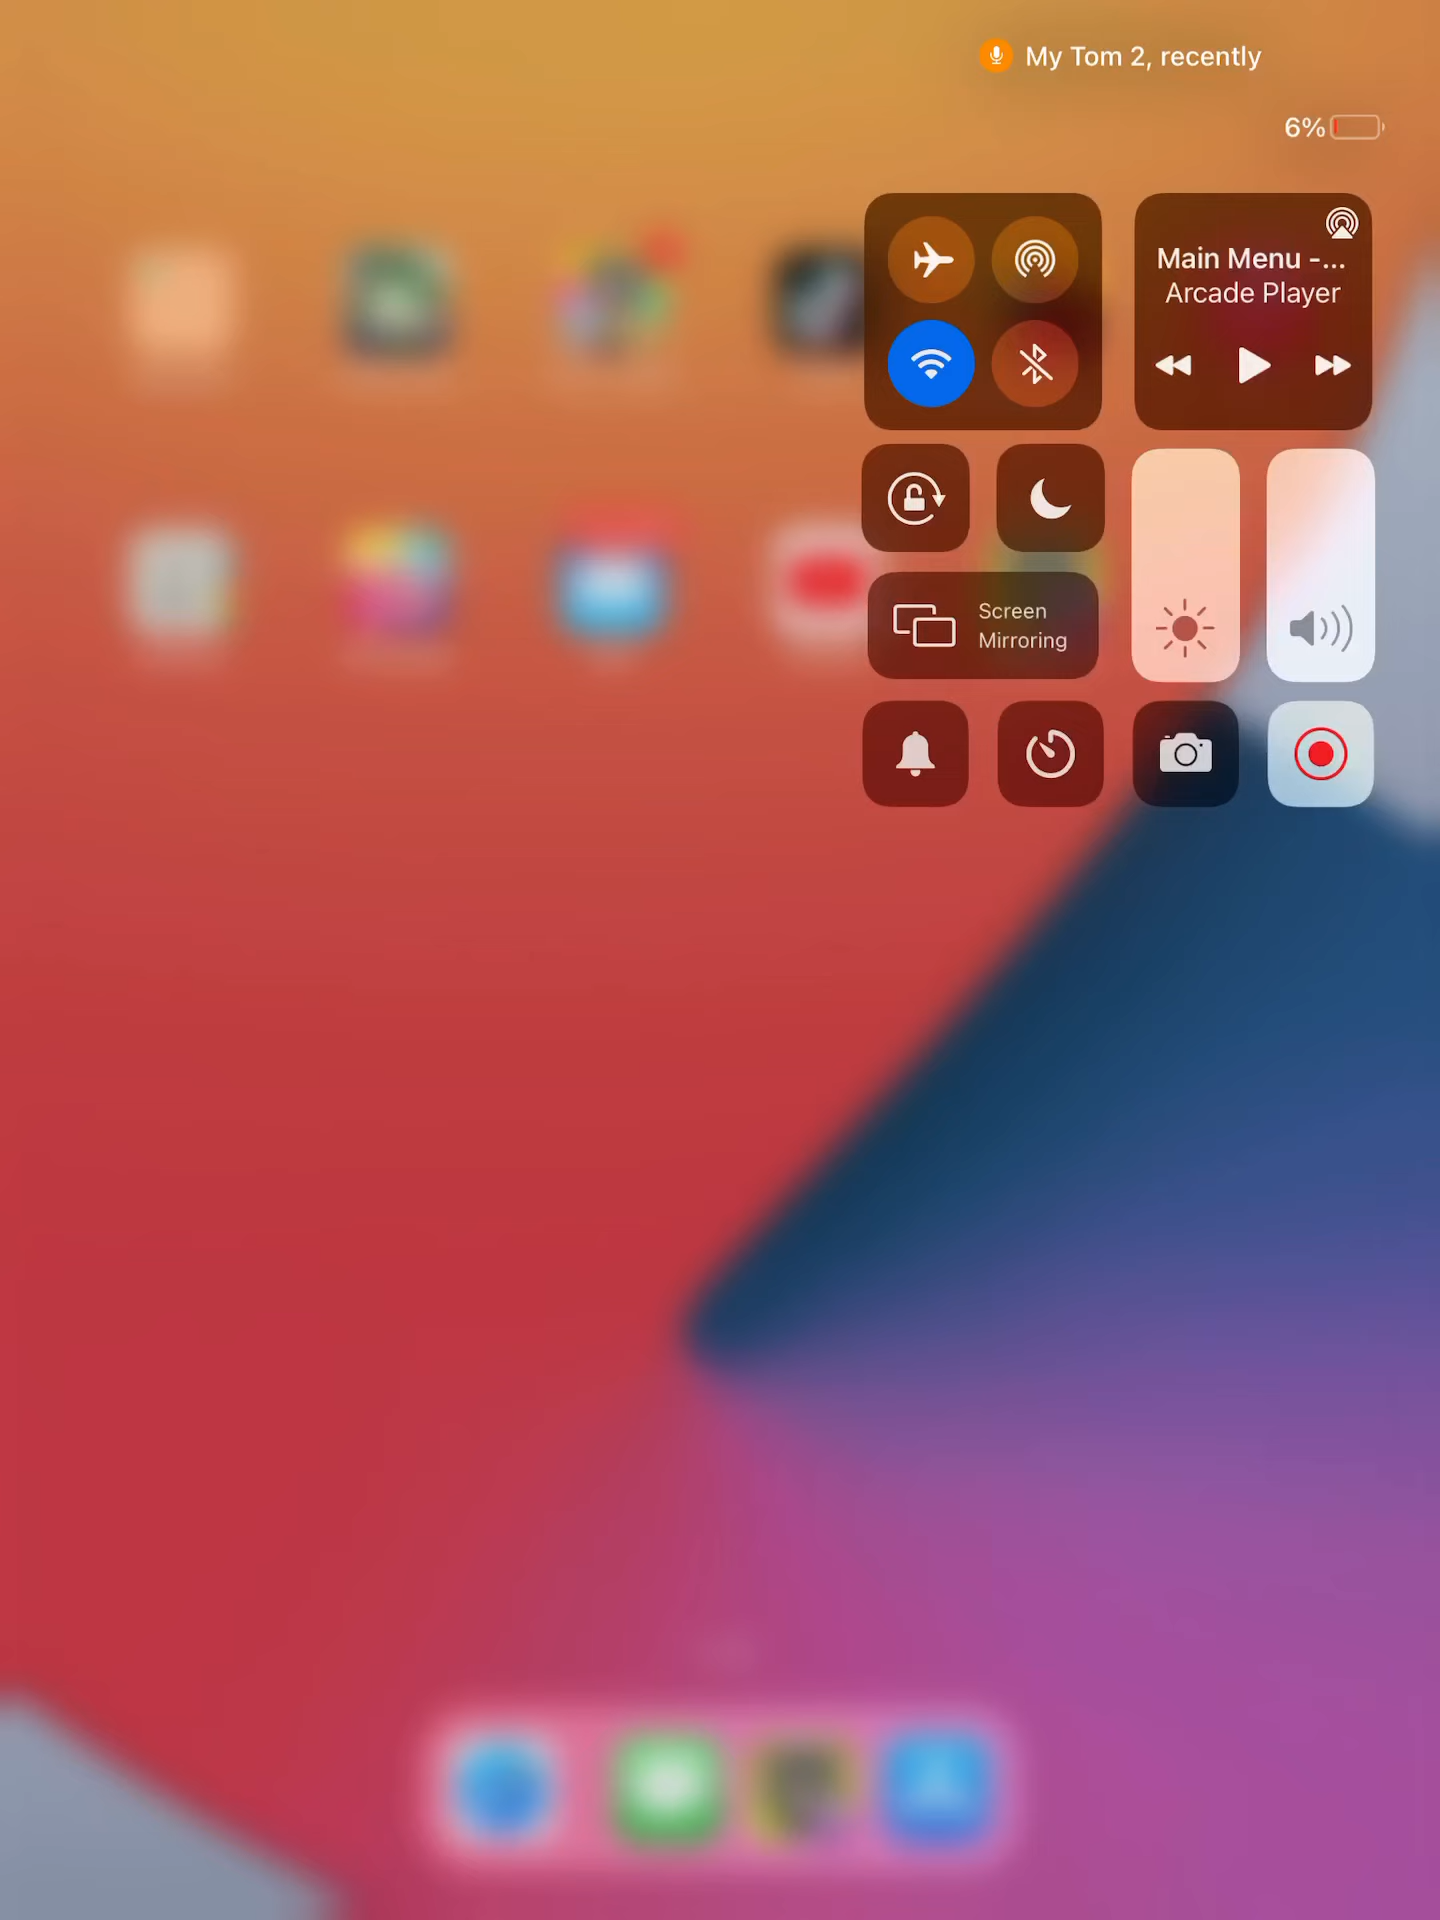 My Tom 2, recently
6%
Main Menu -...
Arcade Player
Screen
Mirroring